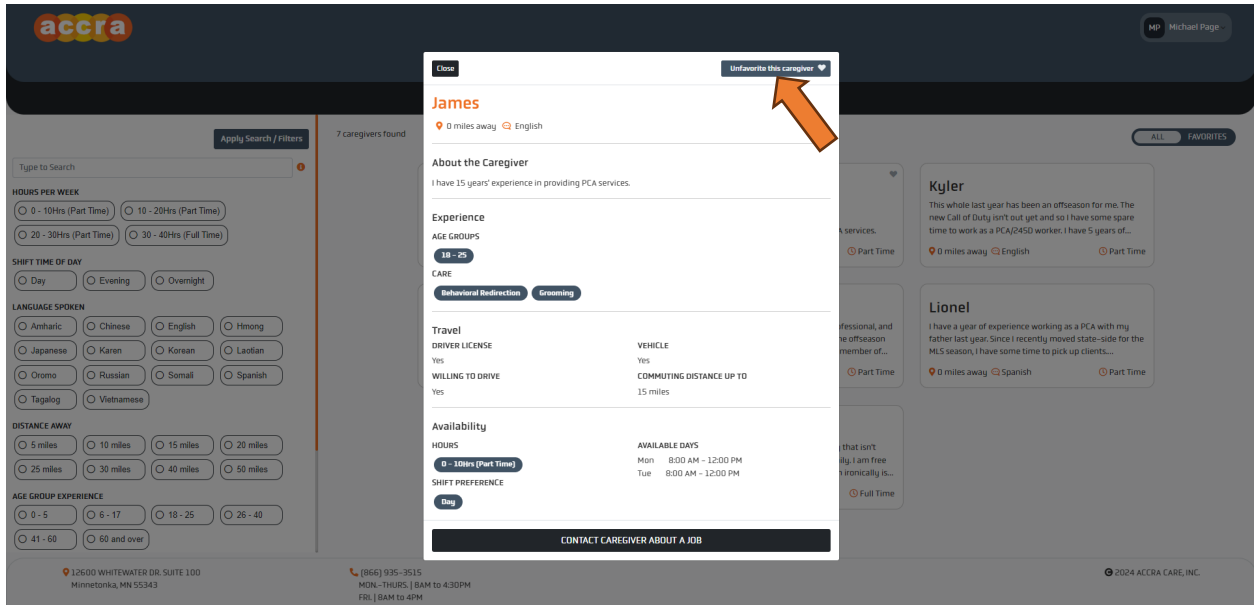 accra
MP Michael Page
Close
Unfavorite this caregiver
James
0 miles away English
About the Caregiver
I have 15 years' experience in providing PCA services.
Experience
AGE GROUPS
18 - 25
CARE
Behavioral Redirection Grooming
Travel
DRIVER LICENSE VEHICLE
Yes Yes
WILLING TO DRIVE COMMUTING DISTANCE UP TO
Yes 15 miles
Availability
HOURS AVAILABLE DAYS
0 - 10Hrs (Part Time) Mon 8:00 AM - 12:00 PM
Tue 8:00 AM - 12:00 PM
SHIFT PREFERENCE
Day
CONTACT CAREGIVER ABOUT A JOB
Apply Search / Filters
Type to Search
HOURS PER WEEK
0 - 10Hrs (Part Time) 10 - 20Hrs (Part Time)
20 - 30Hrs (Part Time) 30 - 40Hrs (Full Time)
SHIFT TIME OF DAY
Day Evening Overnight
LANGUAGE SPOKEN
Amharic Chinese English Hmong
Japanese Karen Korean Laotian
Oromo Russian Somali Spanish
Tagalog Vietnamese
DISTANCE AWAY
5 miles 10 miles 15 miles 20 miles
25 miles 30 miles 40 miles 50 miles
AGE GROUP EXPERIENCE
0 - 5 6 - 17 18 - 25 26 - 40
41 - 60 60 and over
7 caregivers found
ALL FAVORITES
services.
Part Time
Kyler
This whole last year has been an offseason for me. The
new Call of Duty isn't out yet and so I have some spare
time to work as a PCA/245D worker. I have 5 years of...
0 miles away English Part Time
and
offseason
member of...
Part Time
Lionel
I have a year of experience working as a PCA with my
father last year. Since I recently moved state-side for the
MLS season, I have some time to pick up clients....
0 miles away Spanish Part Time
that isn't
I am free
ironically is...
Full Time
12600 WHITEWATER DR. SUITE 100
Minnetonka, MN 55343
(866) 935-3515
MON.-THURS. | 8AM to 4:30PM
FRI. | 8AM to 4PM
© 2024 ACCRA CARE, INC.